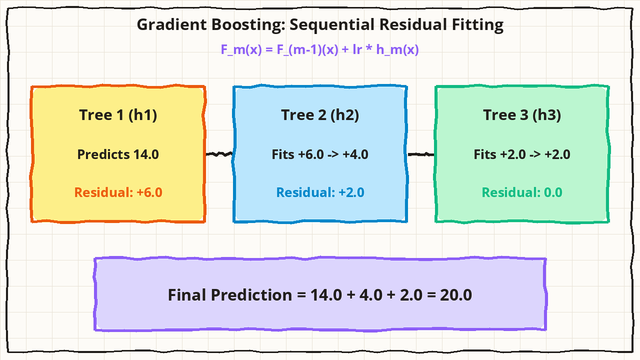 Gradient Boosting: Sequential Residual Fitting
F_m(x) = F_(m-1)(x) + lr * h_m(x)
Tree 1 (h1)
Predicts 14.0
Residual: +6.0
Tree 2 (h2)
Fits +6.0 -> +4.0
Residual: +2.0
Tree 3 (h3)
Fits +2.0 -> +2.0
Residual: 0.0
Final Prediction = 14.0 + 4.0 + 2.0 = 20.0